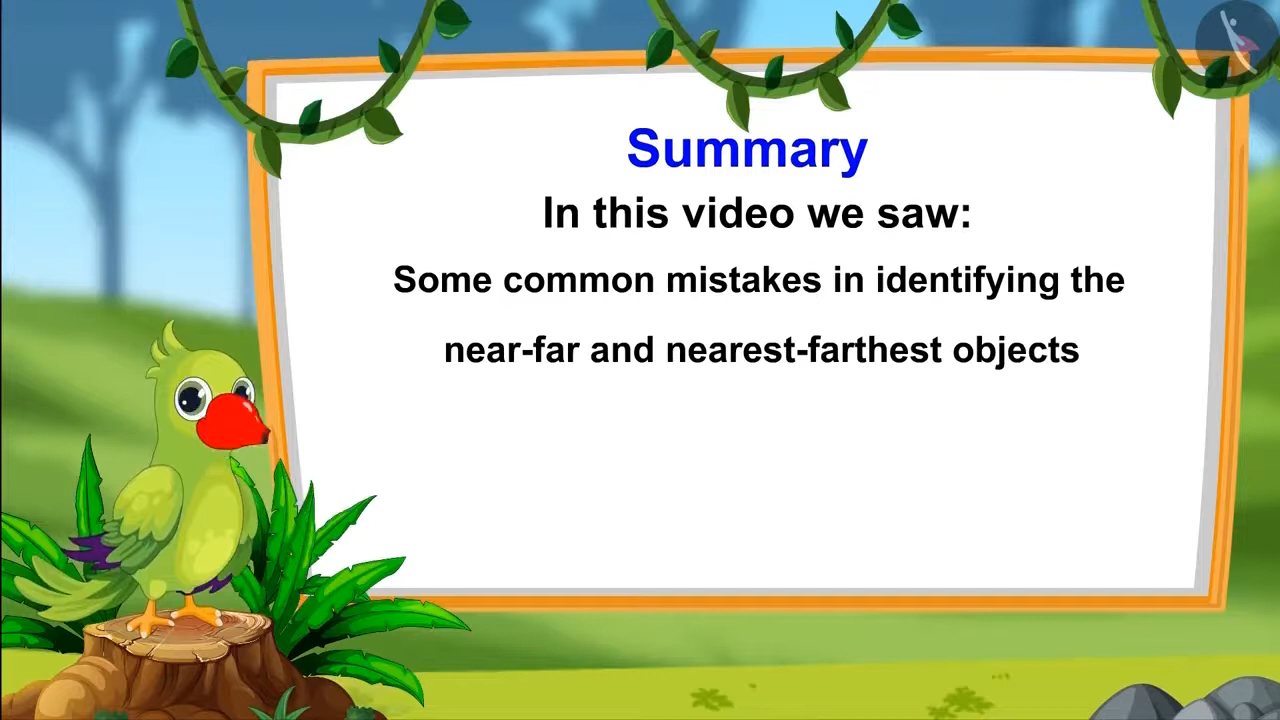 Summary
In this video we saw:
Some common mistakes in identifying the
near-far and nearest-farthest objects